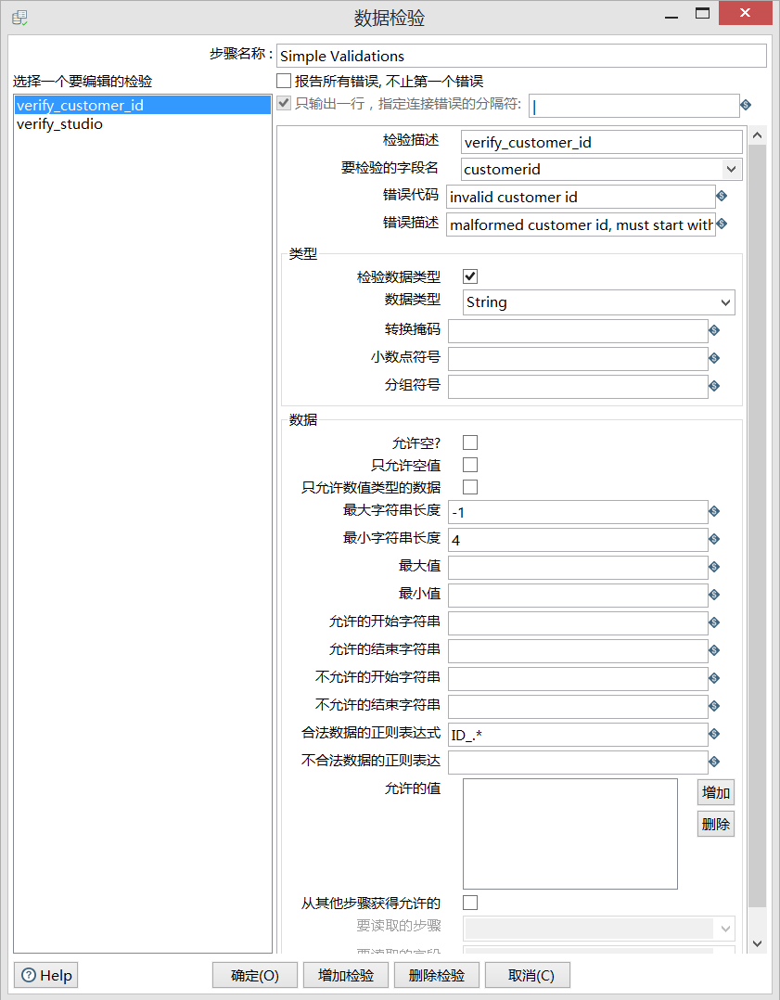 数据检验
步骤名称: Simple Validations
选择一个要编辑的检验
verify_customer_id
verify_studio
报告所有错误, 不止第一个错误
只输出一行，指定连接错误的分隔符: |
检验描述 verify_customer_id
要检验的字段名 customerid
错误代码 invalid customer id
错误描述 malformed customer id, must start with
类型
检验数据类型
数据类型 String
转换掩码
小数点符号
分组符号
数据
允许空?
只允许空值
只允许数值类型的数据
最大字符串长度 -1
最小字符串长度 4
最大值
最小值
允许的开始字符串
允许的结束字符串
不允许的开始字符串
不允许的结束字符串
合法数据的正则表达式 ID_.*
不合法数据的正则表达
允许的值
增加
删除
从其他步骤获得允许的
要读取的步骤
要读取的字段
Help 确定(O) 增加检验 删除检验 取消(C)